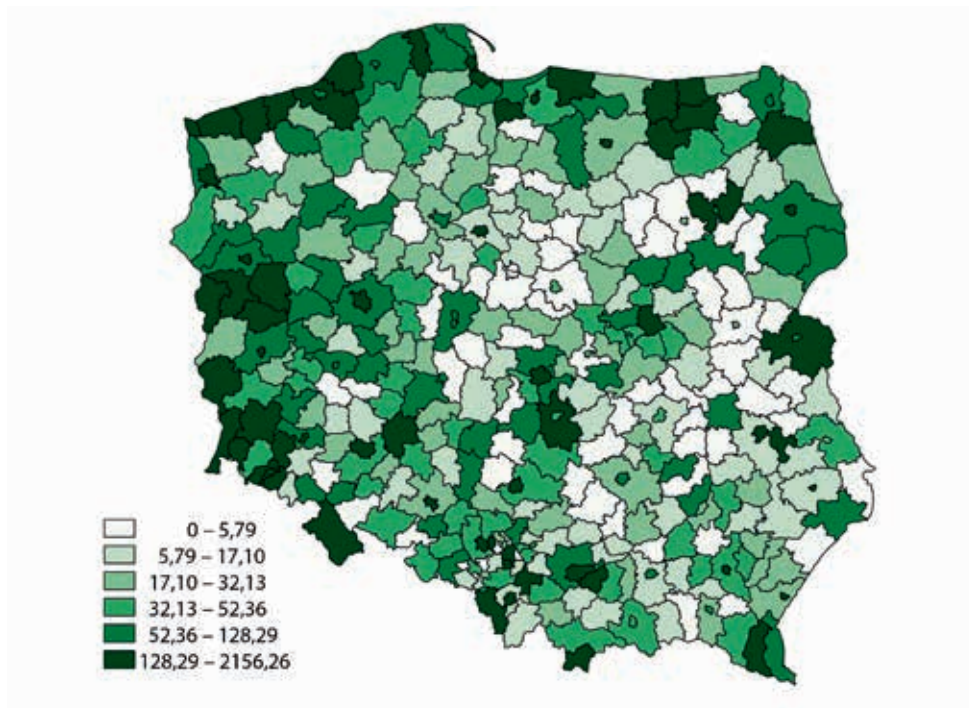 0 – 5,79
5,79 – 17,10
17,10 – 32,13
32,13 – 52,36
52,36 – 128,29
128,29 – 2156,26